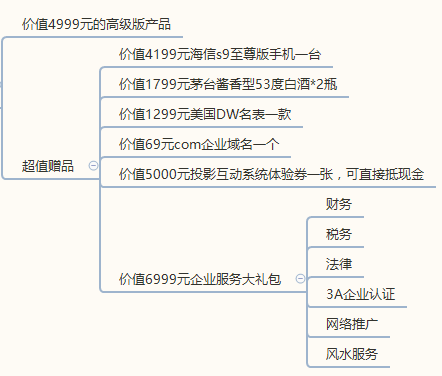 价值4999元的高级版产品
价值4199元海信s9至尊版手机一台
价值1799元茅台酱香型53度白酒*2瓶
价值1299元美国DW名表一款
价值69元com企业域名一个
超值赠品
价值5000元投影互动系统体验券一张，可直接抵现金
价值6999元企业服务大礼包
财务
税务
法律
3A企业认证
网络推广
风水服务